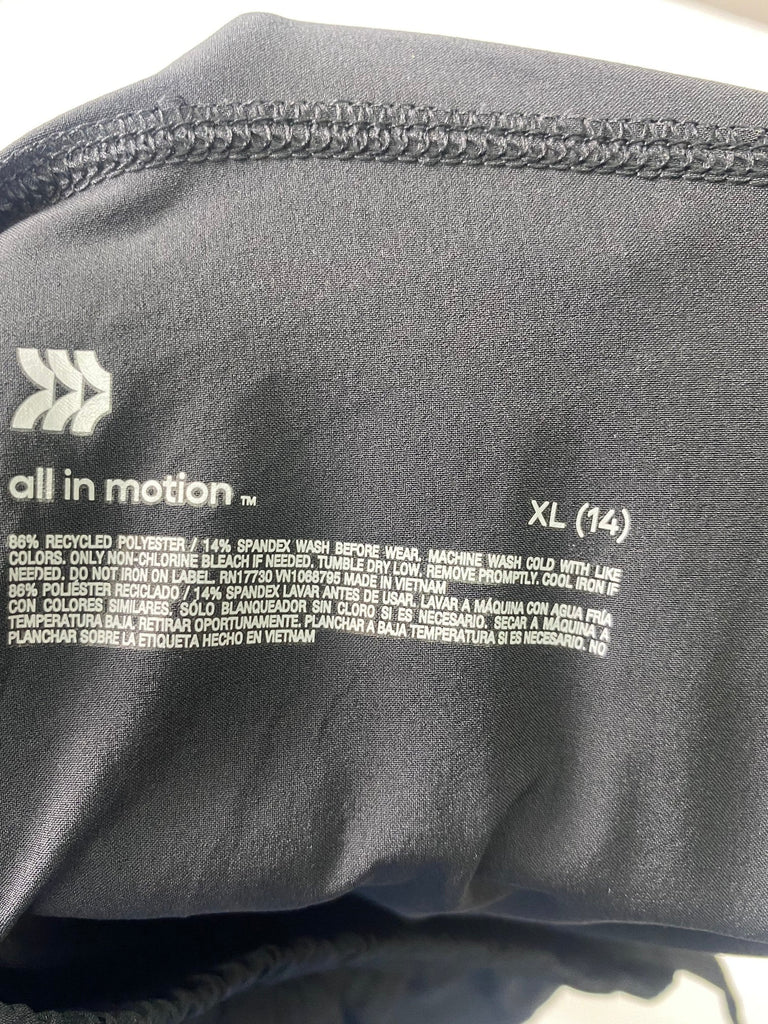 all in motion ™
XL (14)
86% RECYCLED POLYESTER / 14% SPANDEX WASH BEFORE WEAR. MACHINE WASH COLD WITH LIKE
COLORS. ONLY NON-CHLORINE BLEACH IF NEEDED, TUMBLE DRY LOW. REMOVE PROMPTLY. COOL IRON IF
NEEDED. DO NOT IRON ON LABEL. RN17730 VN1068795 MADE IN VIETNAM
86% POLIÉSTER RECICLADO / 14% SPANDEX LAVAR ANTES DE USAR. LAVAR A MÁQUINA CON AGUA FRÍA
CON COLORES SIMILARES. SÓLO BLANQUEADOR SIN CLORO SI ES NECESARIO. SECAR A MÁQUINA A
TEMPERATURA BAJA. RETIRAR OPORTUNAMENTE. PLANCHAR A BAJA TEMPERATURA SI ES NECESARIO. NO
PLANCHAR SOBRE LA ETIQUETA HECHO EN VIETNAM